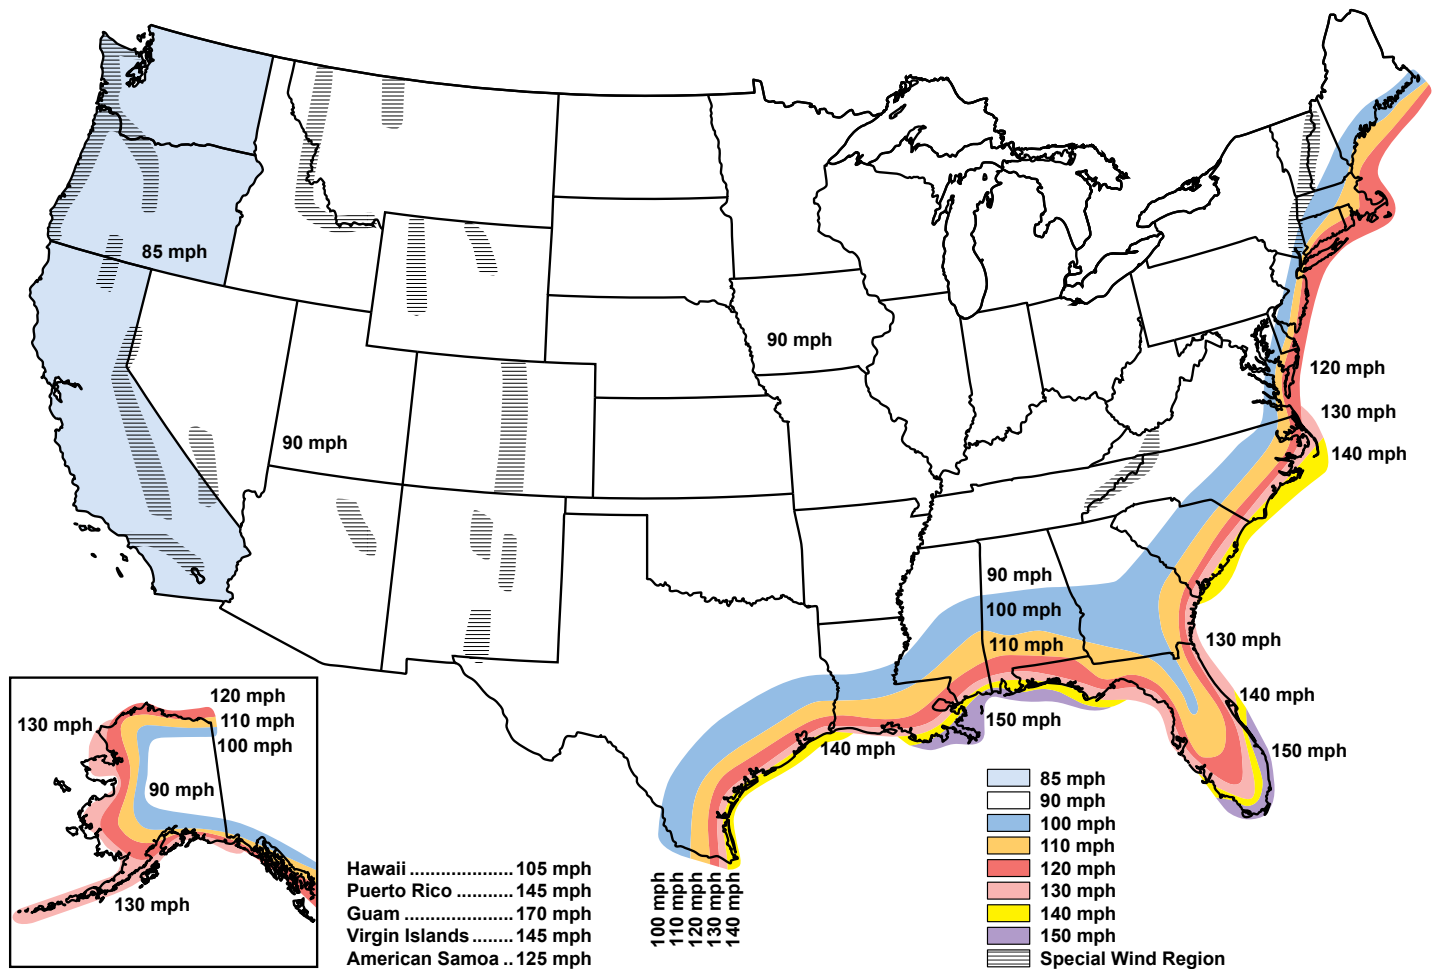 85 mph
90 mph
90 mph
120 mph
130 mph
140 mph
90 mph
100 mph
110 mph
130 mph
140 mph
150 mph
140 mph
150 mph
120 mph
110 mph
100 mph
130 mph
90 mph
130 mph
Hawaii ..................... 105 mph
Puerto Rico ............ 145 mph
Guam ...................... 170 mph
Virgin Islands ........ 145 mph
American Samoa .. 125 mph
100 mph
110 mph
120 mph
130 mph
140 mph
85 mph
90 mph
100 mph
110 mph
120 mph
130 mph
140 mph
150 mph
Special Wind Region